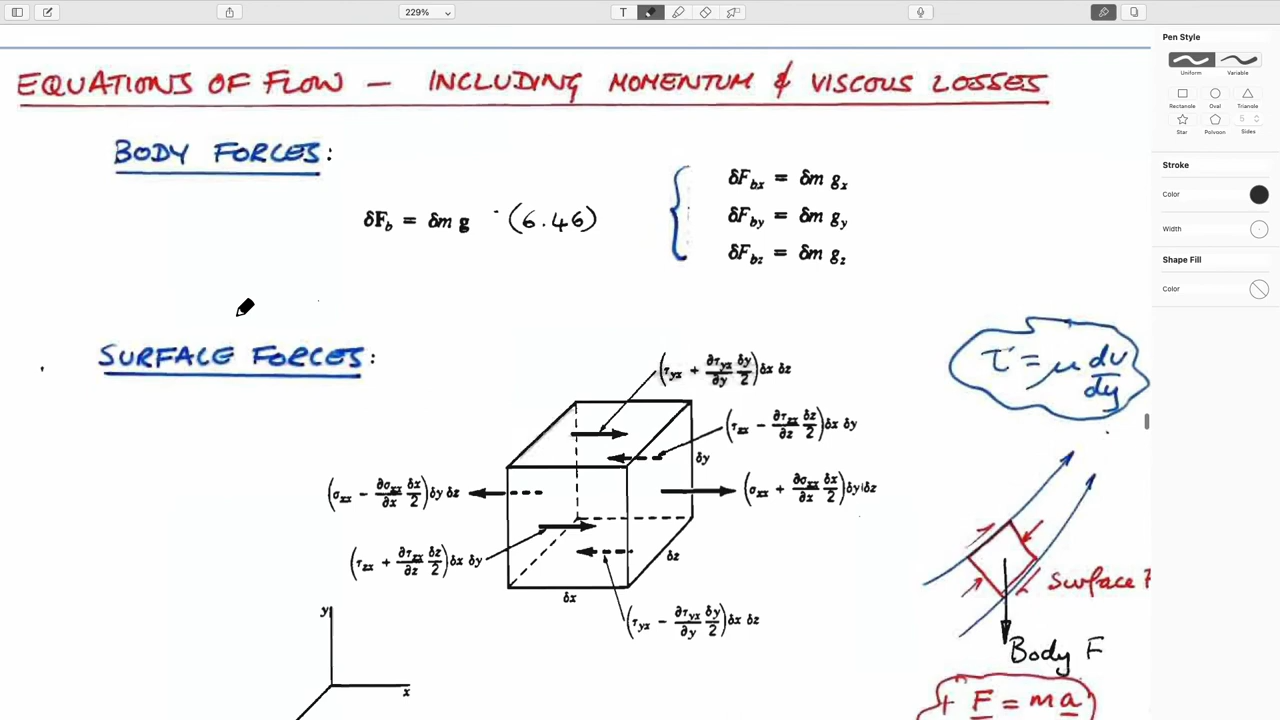 229%
T
EQUATIONS OF FLOW — INCLUDING MOMENTUM & VISCOUS LOSSES
BODY FORCES:
δF_b = δm g - (6.46)
δF_bx = δm g_x
δF_by = δm g_y
δF_bz = δm g_z
SURFACE FORCES:
(τ_yx + ∂τ_yx/∂y δy/2) δx δz
(τ_zx − ∂τ_zx/∂z δz/2) δx δy
δy
(σ_xx − ∂σ_xx/∂x δx/2) δy δz
(σ_xx + ∂σ_xx/∂x δx/2) δy δz
(τ_zx + ∂τ_zx/∂z δz/2) δx δy
δz
δx
(τ_yx − ∂τ_yx/∂y δy/2) δx δz
y
x
τ = μ dv/dy
Surface F
Body F
+ F = ma
Pen Style
Uniform Variable
Rectangle Oval Triangle
5
Star Polygon Sides
Stroke
Color
Width
Shape Fill
Color